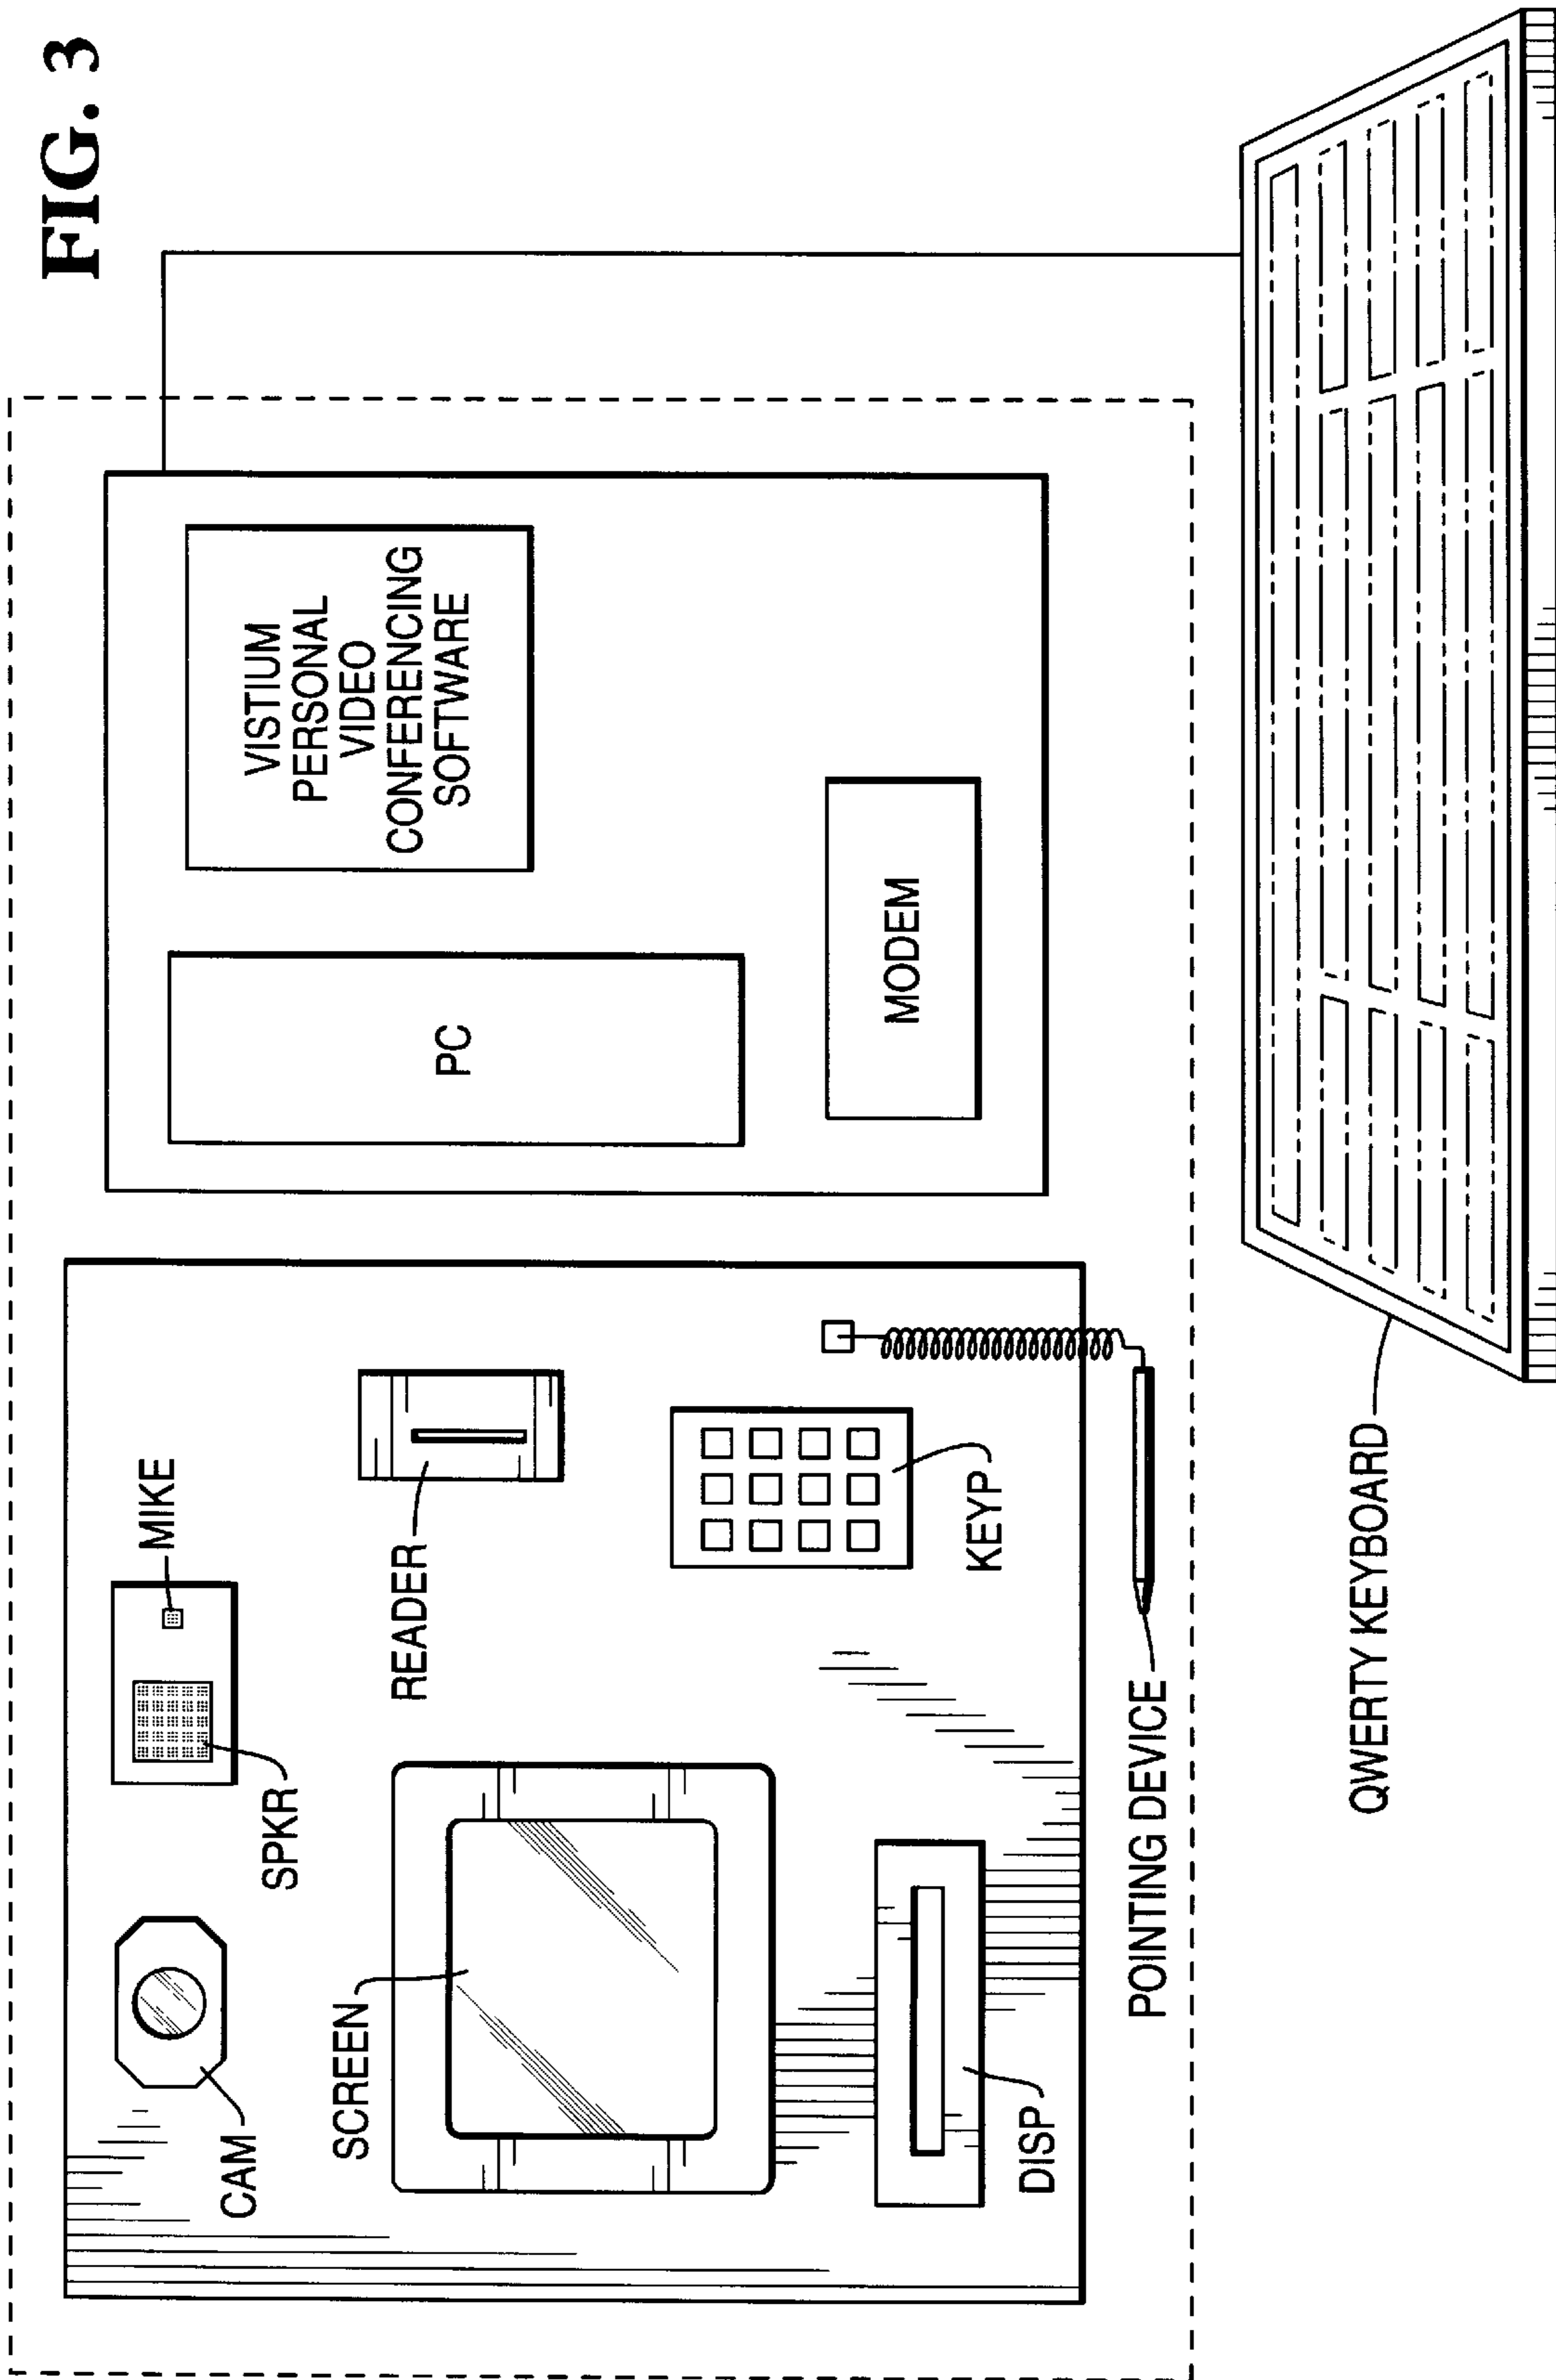 FIG. 3
CAM
SPKR
MIKE
SCREEN
READER
DISP
KEYP
POINTING DEVICE
PC
VISTIUM
PERSONAL
VIDEO
CONFERENCING
SOFTWARE
MODEM
QWERTY KEYBOARD